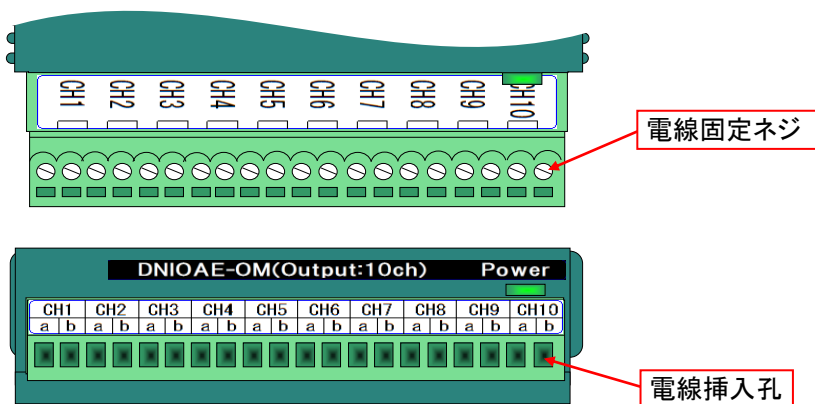 CH1 CH2 CH3 CH4 CH5 CH6 CH7 CH8 CH9 CH10
電線固定ネジ
DNIOAE-OM(Output:10ch) Power
CH1 CH2 CH3 CH4 CH5 CH6 CH7 CH8 CH9 CH10
a b a b a b a b a b a b a b a b a b a b
電線挿入孔